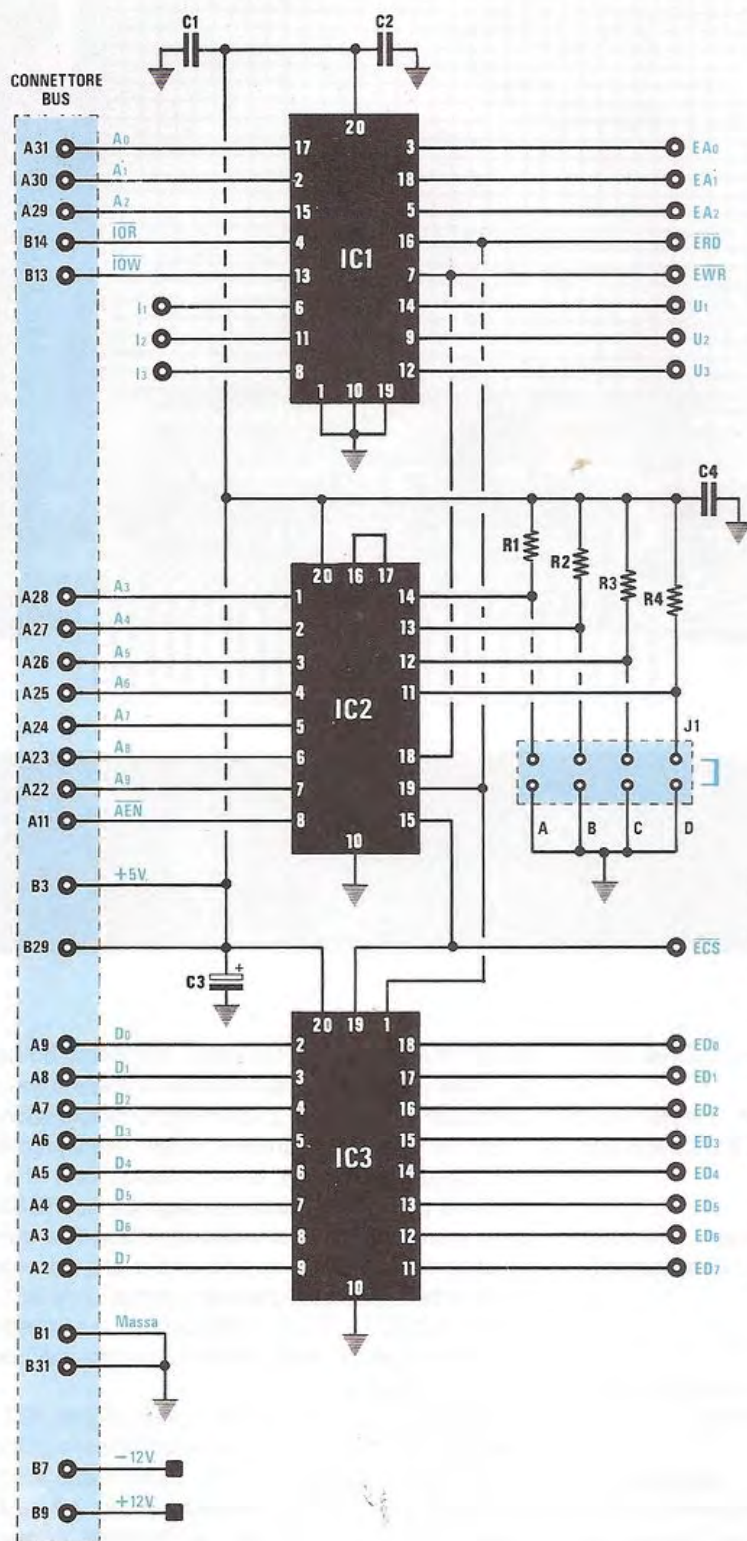 C1 C2
CONNETTORE
BUS
20
A31 A0 17 3 EA0
A30 A1 2 18 EA1
A29 A2 15 5 EA2
B14 IOR 4 16 ERD
IC1
B13 IOW 13 7 EWR
I1 6 14 U1
I2 11 9 U2
I3 8 12 U3
1 10 19
C4
R1 R2 R3 R4
20 16 17
A28 A3 1 14
A27 A4 2 13
A26 A5 3 12
A25 A6 4 11
IC2
A24 A7 5
J1
A23 A8 6 18
A22 A9 7 19
A11 AEN 8 15
A B C D
10
B3 +5V.
B29 ECS
C3 +
20 19 1
A9 D0 2 18 ED0
A8 D1 3 17 ED1
A7 D2 4 16 ED2
A6 D3 5 15 ED3
IC3
A5 D4 6 14 ED4
A4 D5 7 13 ED5
A3 D6 8 12 ED6
A2 D7 9 11 ED7
10
B1 Massa
B31
B7 -12V.
B9 +12V.